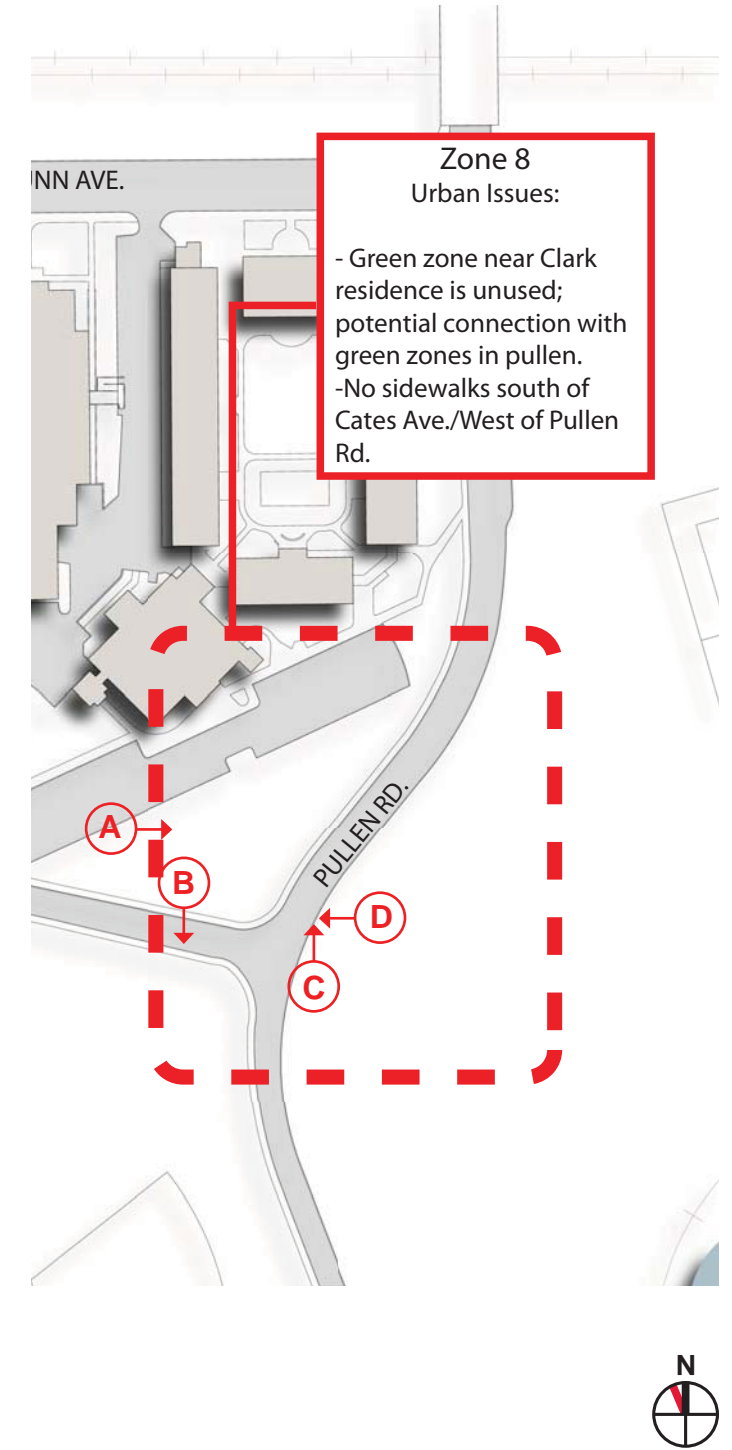 Zone 8
Urban Issues:
- Green zone near Clark
residence is unused;
potential connection with
green zones in pullen.
-No sidewalks south of
Cates Ave./West of Pullen
Rd.
NN AVE.
PULLEN RD.
A
B
D
C
N